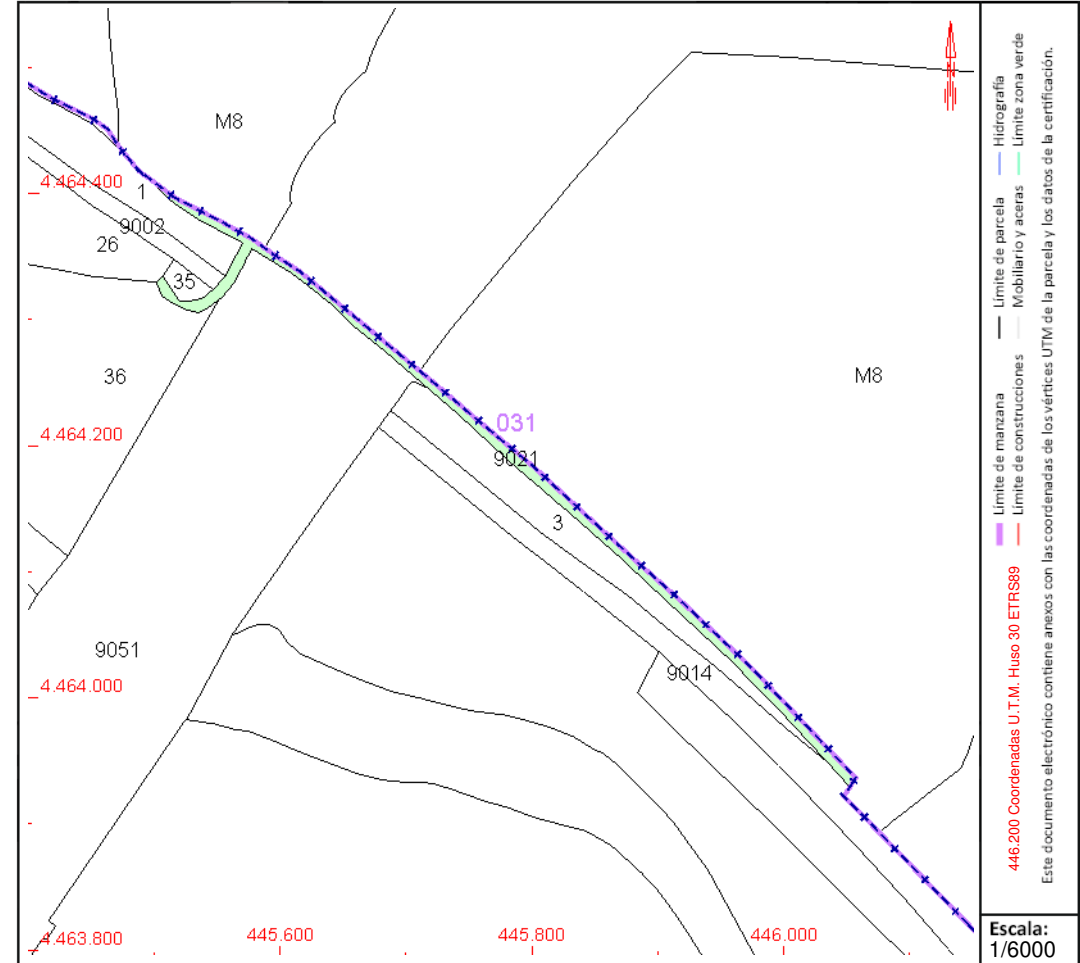 M8
4.464.400
1
9002
26
35
36
M8
031
4.464.200
9021
3
9051
9014
4.464.000
4.463.800
445.600
445.800
446.000
Límite de manzana
Límite de parcela
Hidrografía
Límite de construcciones
Mobiliario y aceras
Límite zona verde
446.200 Coordenadas U.T.M. Huso 30 ETRS89
Este documento electrónico contiene anexos con las coordenadas de los vértices UTM de la parcela y los datos de la certificación.
Escala:
1/6000